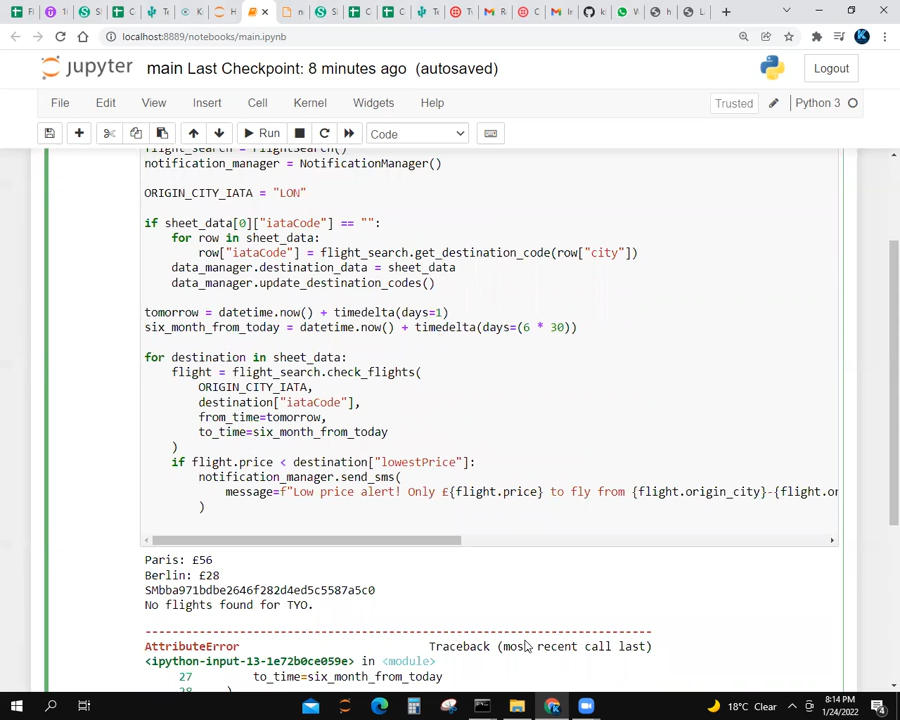 localhost:8889/notebooks/main.ipynb
jupyter main Last Checkpoint: 8 minutes ago (autosaved)
Logout
File Edit View Insert Cell Kernel Widgets Help
Trusted
Python 3
Run
Code
notification_manager = NotificationManager()
ORIGIN_CITY_IATA = "LON"
if sheet_data[0]["iataCode"] == "":
for row in sheet_data:
row["iataCode"] = flight_search.get_destination_code(row["city"])
data_manager.destination_data = sheet_data
data_manager.update_destination_codes()
tomorrow = datetime.now() + timedelta(days=1)
six_month_from_today = datetime.now() + timedelta(days=(6 * 30))
for destination in sheet_data:
flight = flight_search.check_flights(
ORIGIN_CITY_IATA,
destination["iataCode"],
from_time=tomorrow,
to_time=six_month_from_today
)
if flight.price < destination["lowestPrice"]:
notification_manager.send_sms(
message=f"Low price alert! Only £{flight.price} to fly from {flight.origin_city}-{flight.or
)
Paris: £56
Berlin: £28
SMbba971bdbe2646f282d4ed5c5587a5c0
No flights found for TYO.
---------------------------------------------------------------------------
AttributeError Traceback (most recent call last)
<ipython-input-13-1e72b0ce059e> in <module>
27 to_time=six_month_from_today
18°C Clear
8:14 PM
1/24/2022
4